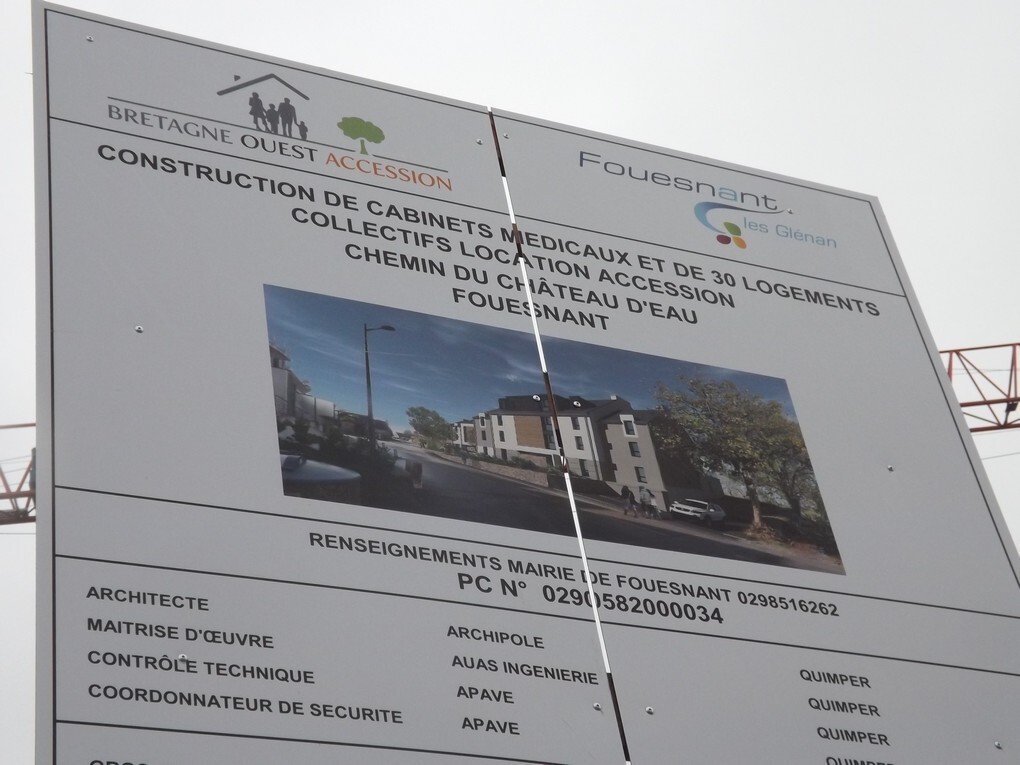 BRETAGNE OUEST ACCESSION
Fouesnant
les Glénan
CONSTRUCTION DE CABINETS MEDICAUX ET DE 30 LOGEMENTS
COLLECTIFS LOCATION ACCESSION
CHEMIN DU CHÂTEAU D'EAU
FOUESNANT
RENSEIGNEMENTS MAIRIE DE FOUESNANT 0298516262
PC N° 0290582000034
ARCHITECTE ARCHIPOLE QUIMPER
MAITRISE D'ŒUVRE AUAS INGENIERIE QUIMPER
CONTRÔLE TECHNIQUE APAVE QUIMPER
COORDONNATEUR DE SECURITE APAVE QUIMPER